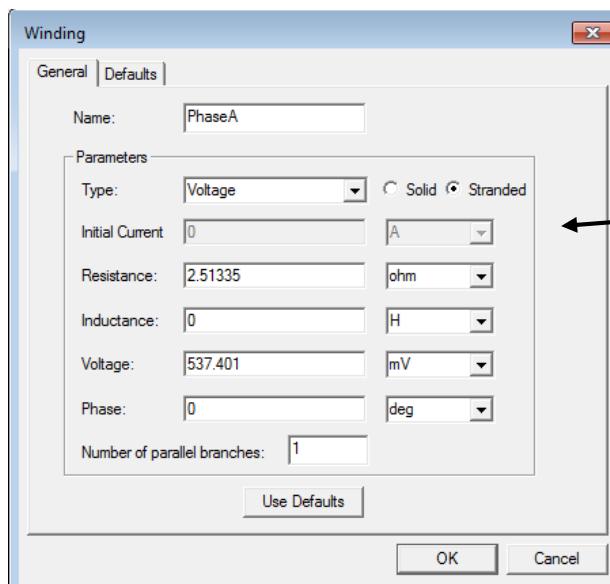 Winding
General Defaults
Name: PhaseA
Parameters
Type: Voltage Solid Stranded
Initial Current 0 A
Resistance: 2.51335 ohm
Inductance: 0 H
Voltage: 537.401 mV
Phase: 0 deg
Number of parallel branches: 1
Use Defaults
OK Cancel